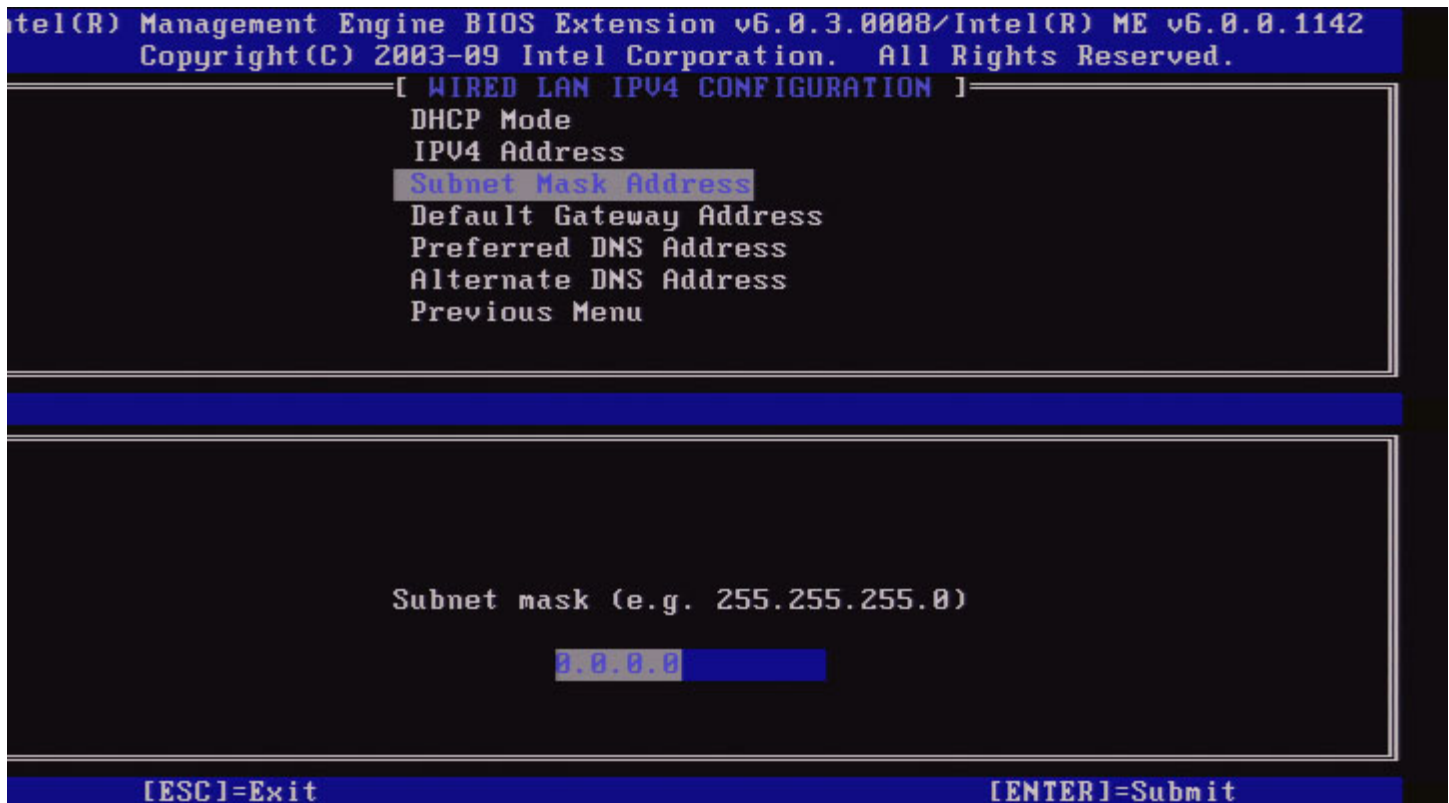 ntel(R) Management Engine BIOS Extension v6.0.3.0008/Intel(R) ME v6.0.0.1142
Copyright(C) 2003-09 Intel Corporation. All Rights Reserved.
[ WIRED LAN IPV4 CONFIGURATION ]
DHCP Mode
IPV4 Address
Subnet Mask Address
Default Gateway Address
Preferred DNS Address
Alternate DNS Address
Previous Menu
Subnet mask (e.g. 255.255.255.0)
0.0.0.0
[ESC]=Exit [ENTER]=Submit